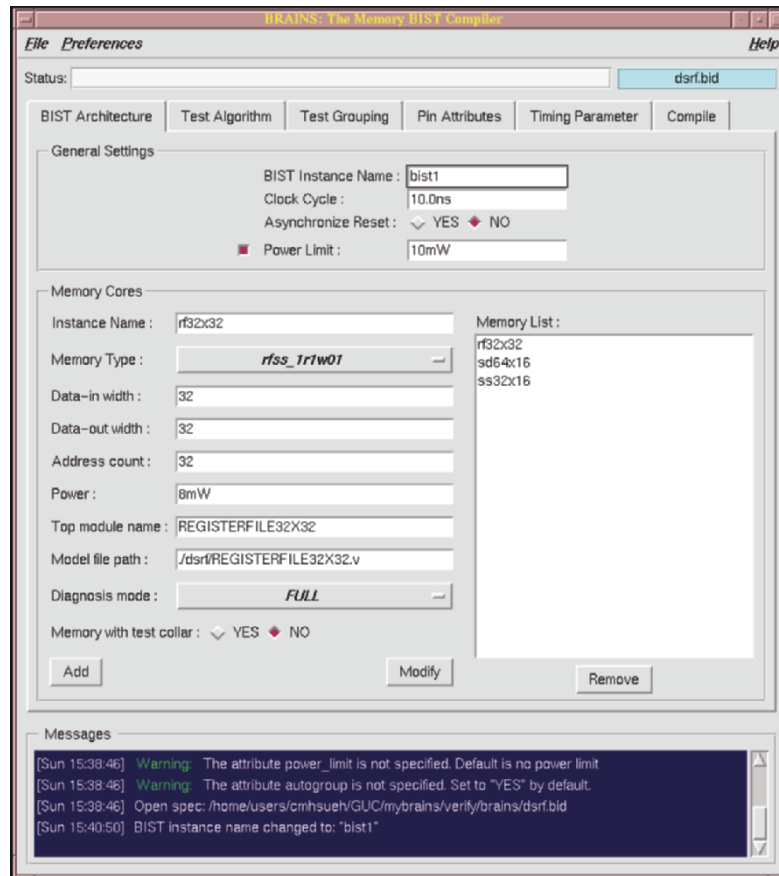 BRAINS: The Memory BIST Compiler
File Preferences Help
Status: dsrf.bid
BIST Architecture Test Algorithm Test Grouping Pin Attributes Timing Parameter Compile
General Settings
BIST Instance Name : bist1
Clock Cycle : 10.0ns
Asynchronize Reset : YES NO
Power Limit : 10mW
Memory Cores
Instance Name : rf32x32
Memory Type : rfss_1r1w01
Data-in width : 32
Data-out width : 32
Address count : 32
Power : 8mW
Top module name : REGISTERFILE32X32
Model file path : ./dsrf/REGISTERFILE32X32.v
Diagnosis mode : FULL
Memory with test collar : YES NO
Add Modify
Memory List :
rf32x32
sd64x16
ss32x16
Remove
Messages
[Sun 15:38:46] Warning: The attribute power_limit is not specified. Default is no power limit
[Sun 15:38:46] Warning: The attribute autogroup is not specified. Set to "YES" by default.
[Sun 15:38:46] Open spec: /home/users/cmhsueh/GUC/mybrains/verify/brains/dsrf.bid
[Sun 15:40:50] BIST instance name changed to: "bist1"